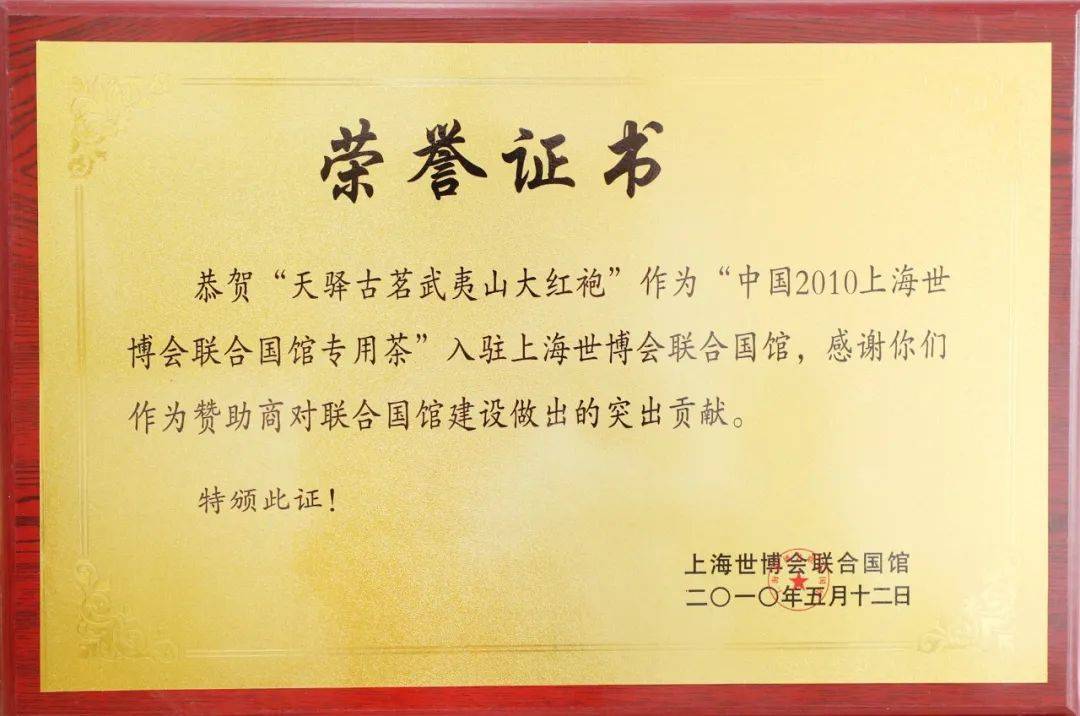 荣誉证书
恭贺“天驿古茗武夷山大红袍”作为“中国2010上海世
博会联合国馆专用茶”入驻上海世博会联合国馆，感谢你们
作为赞助商对联合国馆建设做出的突出贡献。
特颁此证！
上海世博会联合国馆
二〇一〇年五月十二日